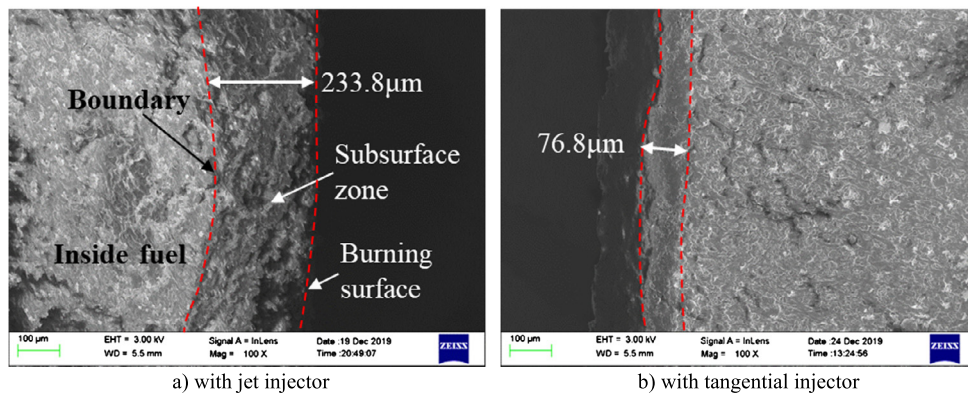 233.8μm
Boundary
Subsurface
zone
Inside fuel
Burning
surface
100 μm
EHT = 3.00 kV
Signal A = InLens
Date :19 Dec 2019
WD = 5.5 mm
Mag = 100 X
Time :20:49:07
ZEISS
a) with jet injector
76.8μm
100 μm
EHT = 3.00 kV
Signal A = InLens
Date :24 Dec 2019
WD = 5.5 mm
Mag = 100 X
Time :13:24:56
ZEISS
b) with tangential injector